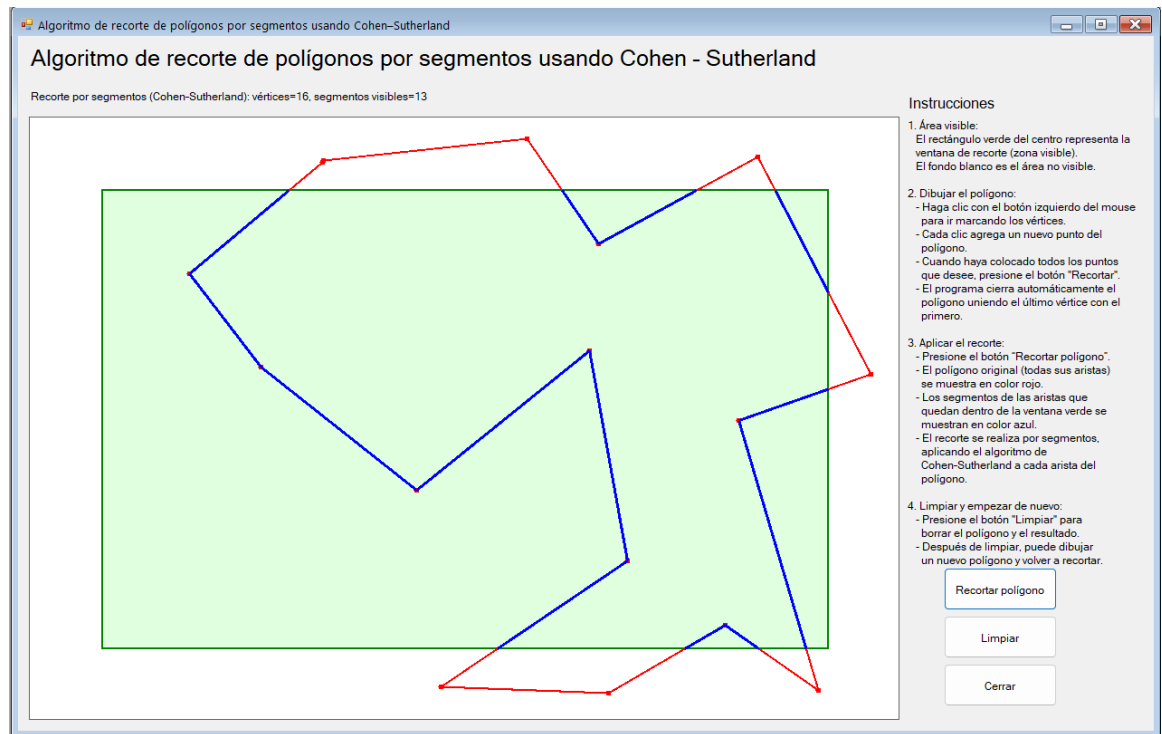 Algoritmo de recorte de polígonos por segmentos usando Cohen–Sutherland
Algoritmo de recorte de polígonos por segmentos usando Cohen - Sutherland
Recorte por segmentos (Cohen-Sutherland): vértices=16, segmentos visibles=13
Instrucciones
1. Área visible:
El rectángulo verde del centro representa la
ventana de recorte (zona visible).
El fondo blanco es el área no visible.
2. Dibujar el polígono:
- Haga clic con el botón izquierdo del mouse
para ir marcando los vértices.
- Cada clic agrega un nuevo punto del
polígono.
- Cuando haya colocado todos los puntos
que desee, presione el botón "Recortar".
- El programa cierra automáticamente el
polígono uniendo el último vértice con el
primero.
3. Aplicar el recorte:
- Presione el botón "Recortar polígono".
- El polígono original (todas sus aristas)
se muestra en color rojo.
- Los segmentos de las aristas que
quedan dentro de la ventana verde se
muestran en color azul.
- El recorte se realiza por segmentos,
aplicando el algoritmo de
Cohen-Sutherland a cada arista del
polígono.
4. Limpiar y empezar de nuevo:
- Presione el botón "Limpiar" para
borrar el polígono y el resultado.
- Después de limpiar, puede dibujar
un nuevo polígono y volver a recortar.
Recortar polígono
Limpiar
Cerrar